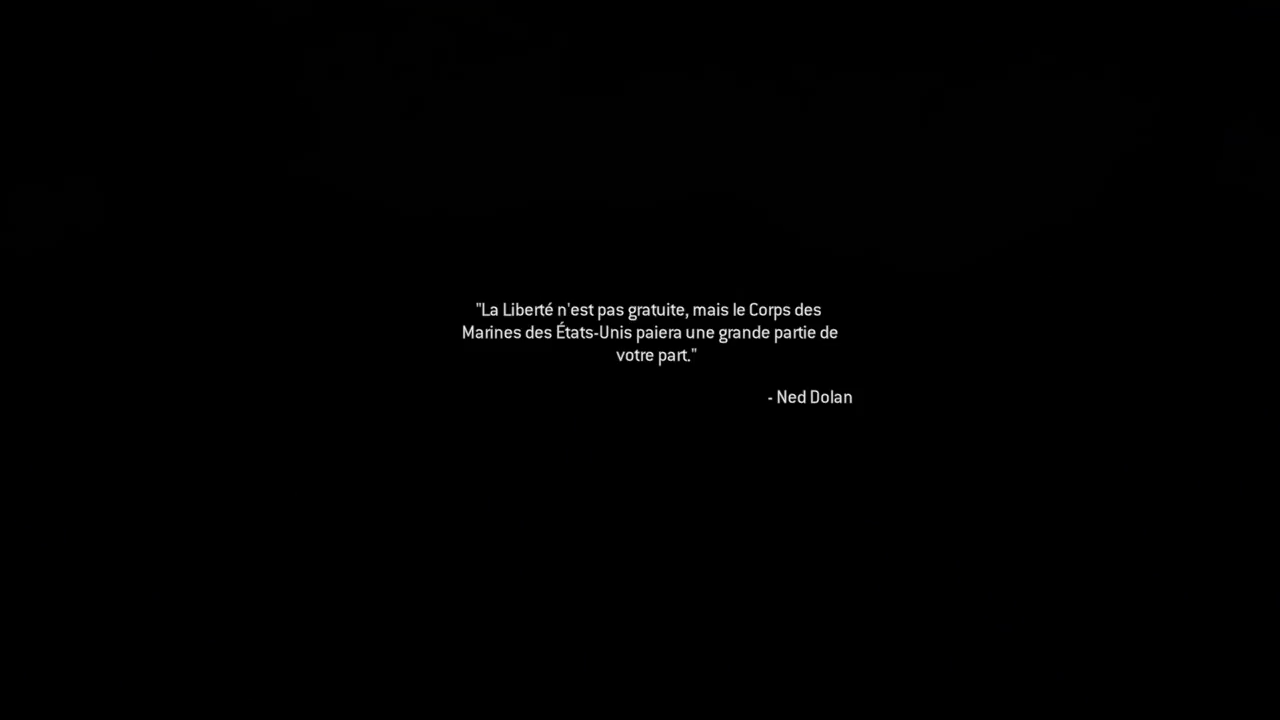 "La Liberté n'est pas gratuite, mais le Corps des
Marines des États-Unis paiera une grande partie de
votre part."
- Ned Dolan